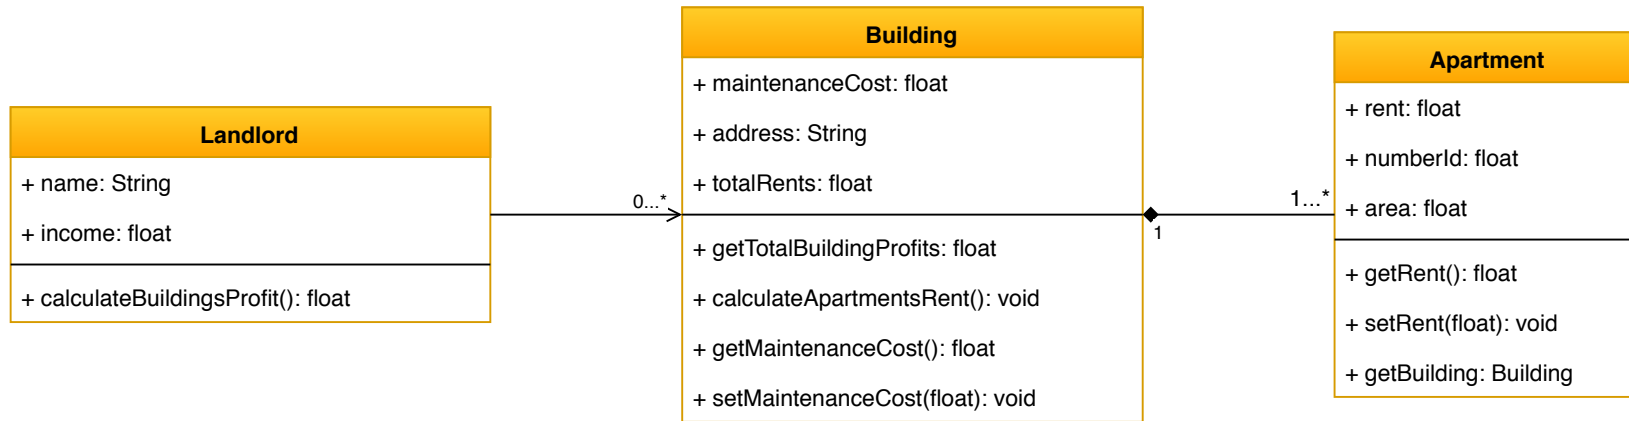 Landlord
+ name: String
+ income: float
+ calculateBuildingsProfit(): float
0...*
Building
+ maintenanceCost: float
+ address: String
+ totalRents: float
+ getTotalBuildingProfits: float
+ calculateApartmentsRent(): void
+ getMaintenanceCost(): float
+ setMaintenanceCost(float): void
1
1...*
Apartment
+ rent: float
+ numberId: float
+ area: float
+ getRent(): float
+ setRent(float): void
+ getBuilding: Building